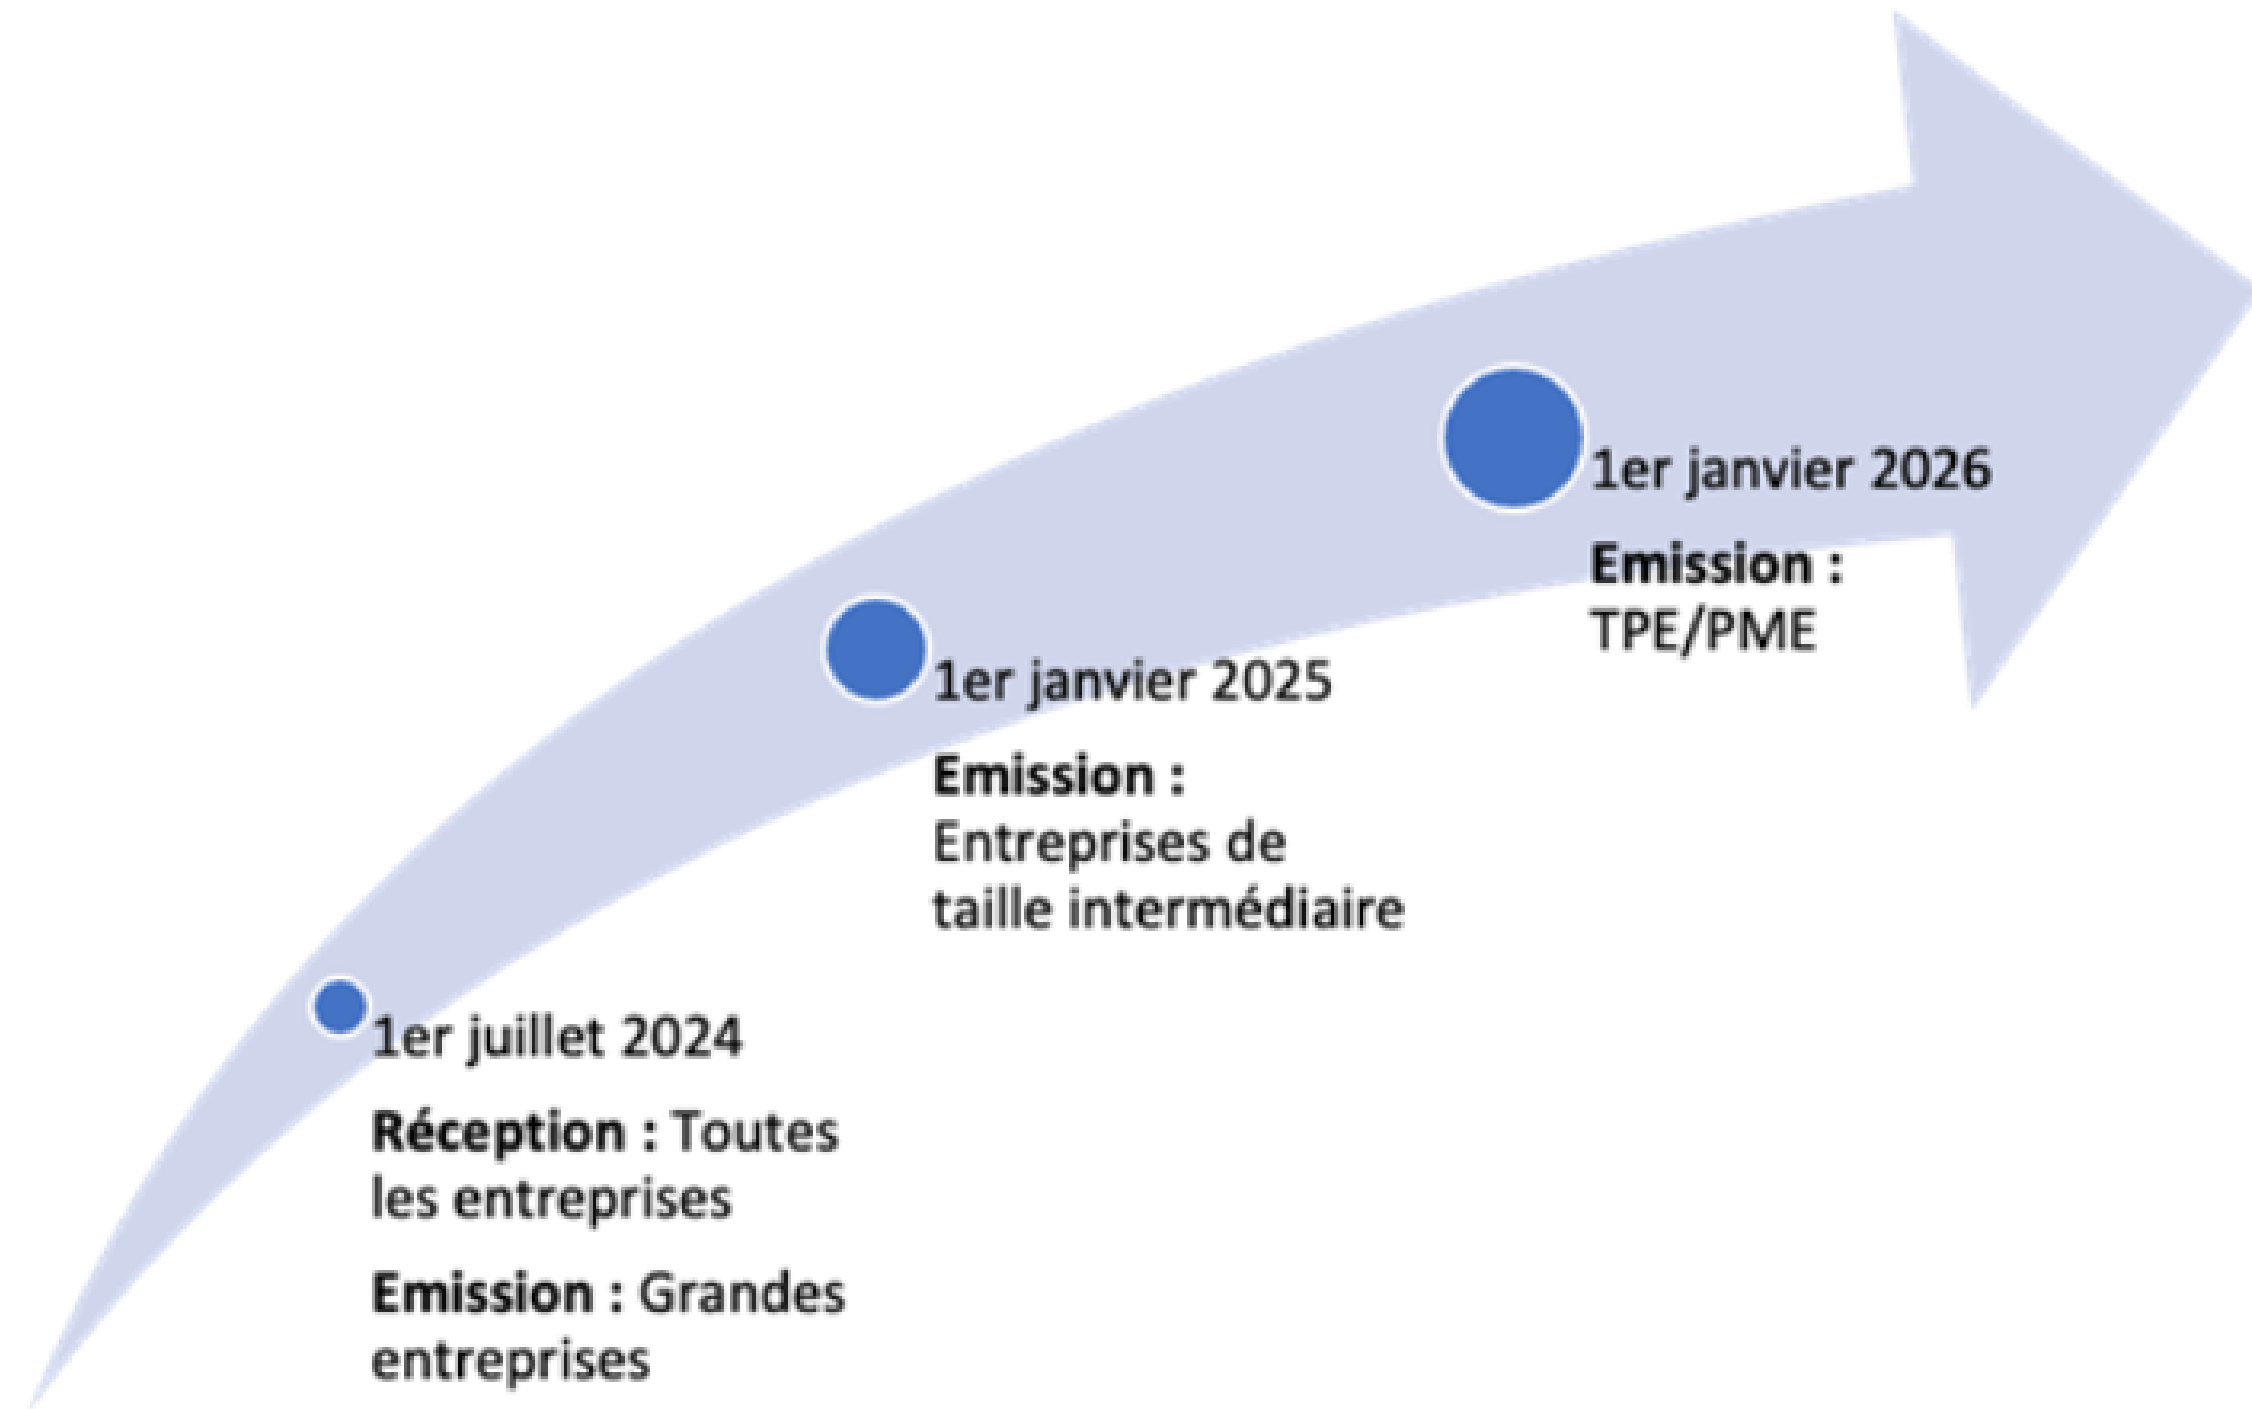 1er juillet 2024
Réception : Toutes
les entreprises
Emission : Grandes
entreprises
1er janvier 2025
Emission :
Entreprises de
taille intermédiaire
1er janvier 2026
Emission :
TPE/PME